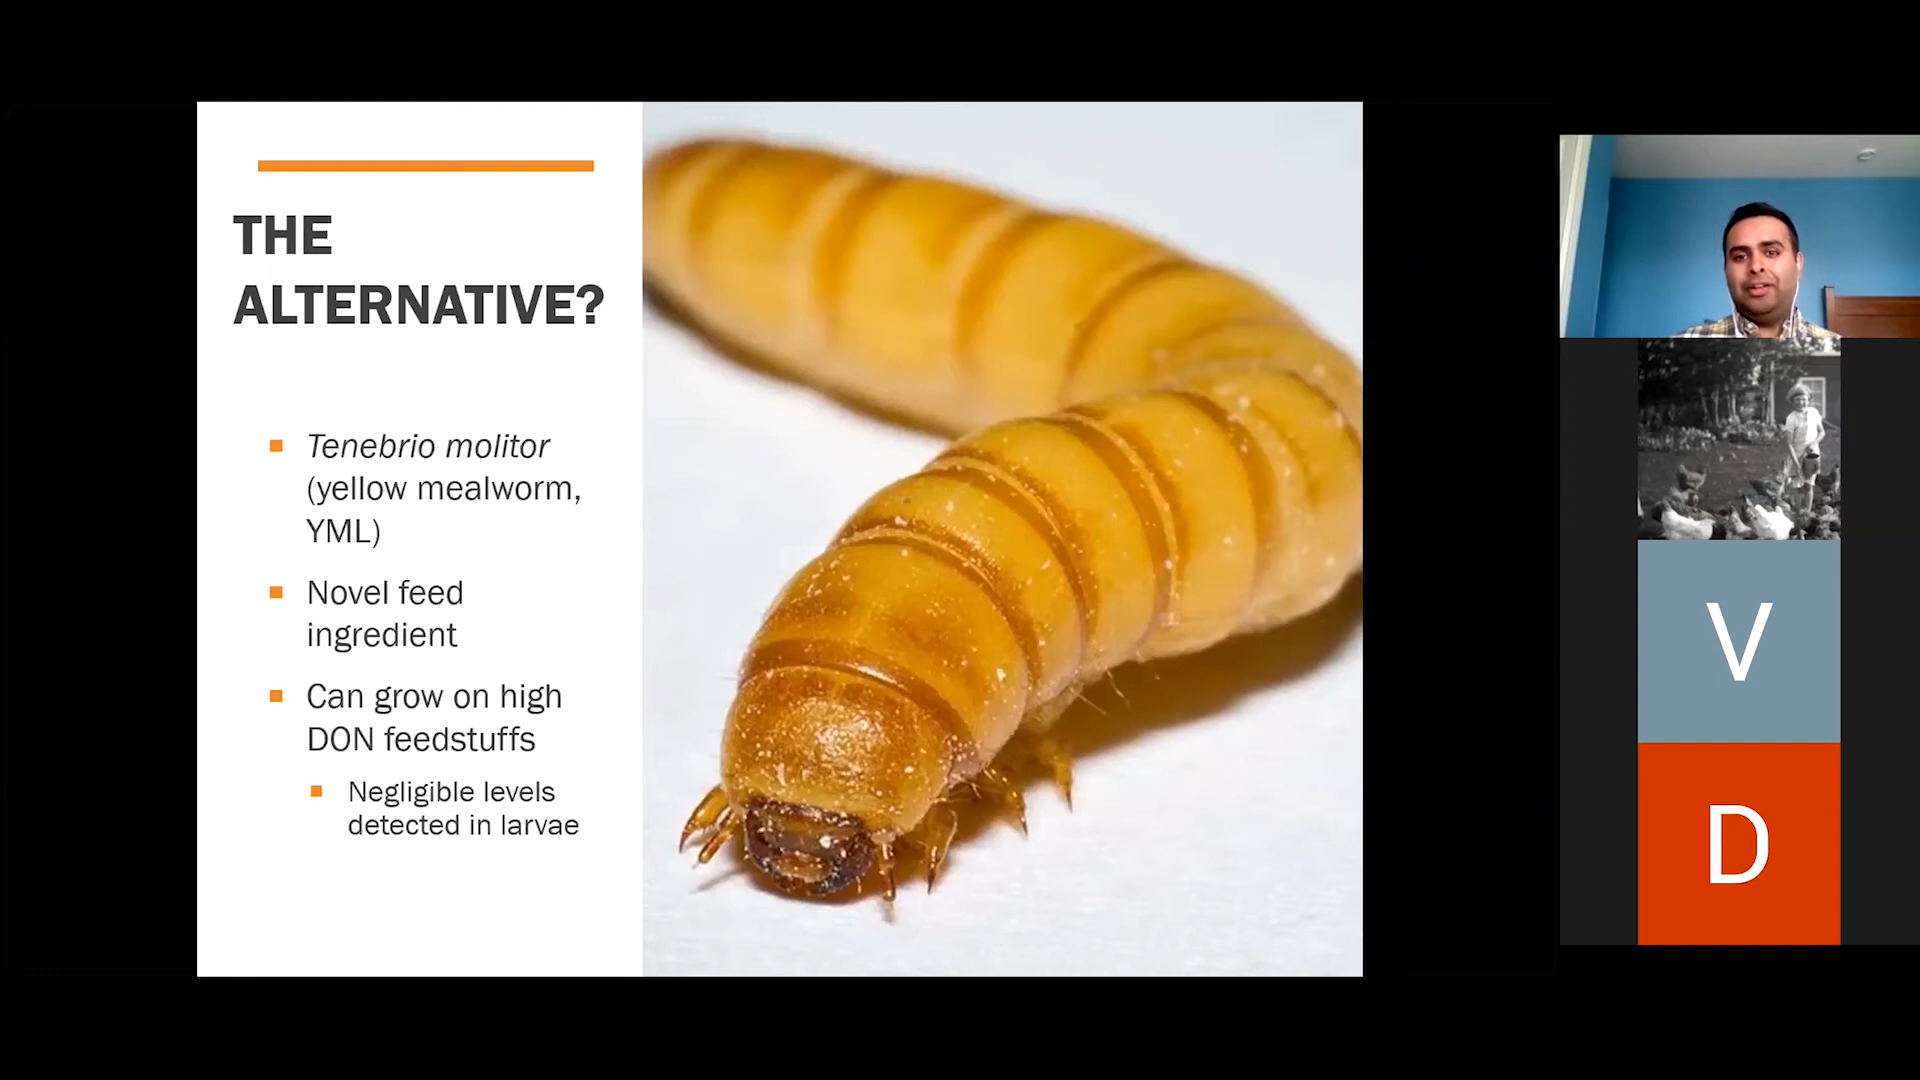 THE
ALTERNATIVE?
Tenebrio molitor
(yellow mealworm,
YML)
Novel feed
ingredient
Can grow on high
DON feedstuffs
Negligible levels
detected in larvae
V
D